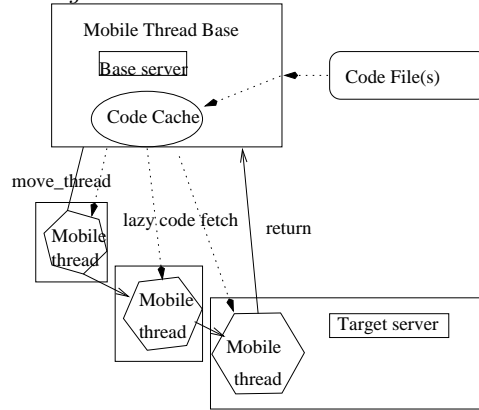 Mobile Thread Base
Base server
Code File(s)
Code Cache
move_thread
lazy code fetch
return
Mobile
thread
Mobile
thread
Target server
Mobile
thread